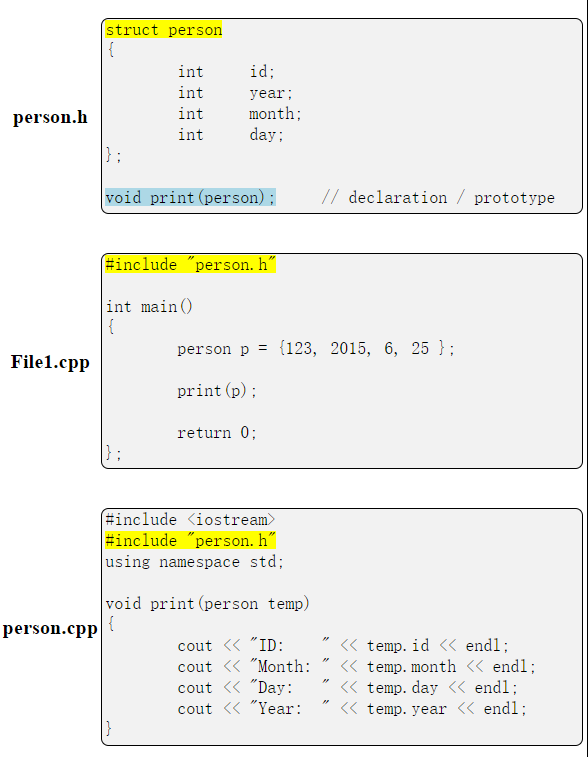 person.h
struct person
{
int id;
int year;
int month;
int day;
};
void print(person); // declaration / prototype
File1.cpp
#include "person.h"
int main()
{
person p = {123, 2015, 6, 25 };
print(p);
return 0;
};
person.cpp
#include <iostream>
#include "person.h"
using namespace std;
void print(person temp)
{
cout << "ID: " << temp.id << endl;
cout << "Month: " << temp.month << endl;
cout << "Day: " << temp.day << endl;
cout << "Year: " << temp.year << endl;
}